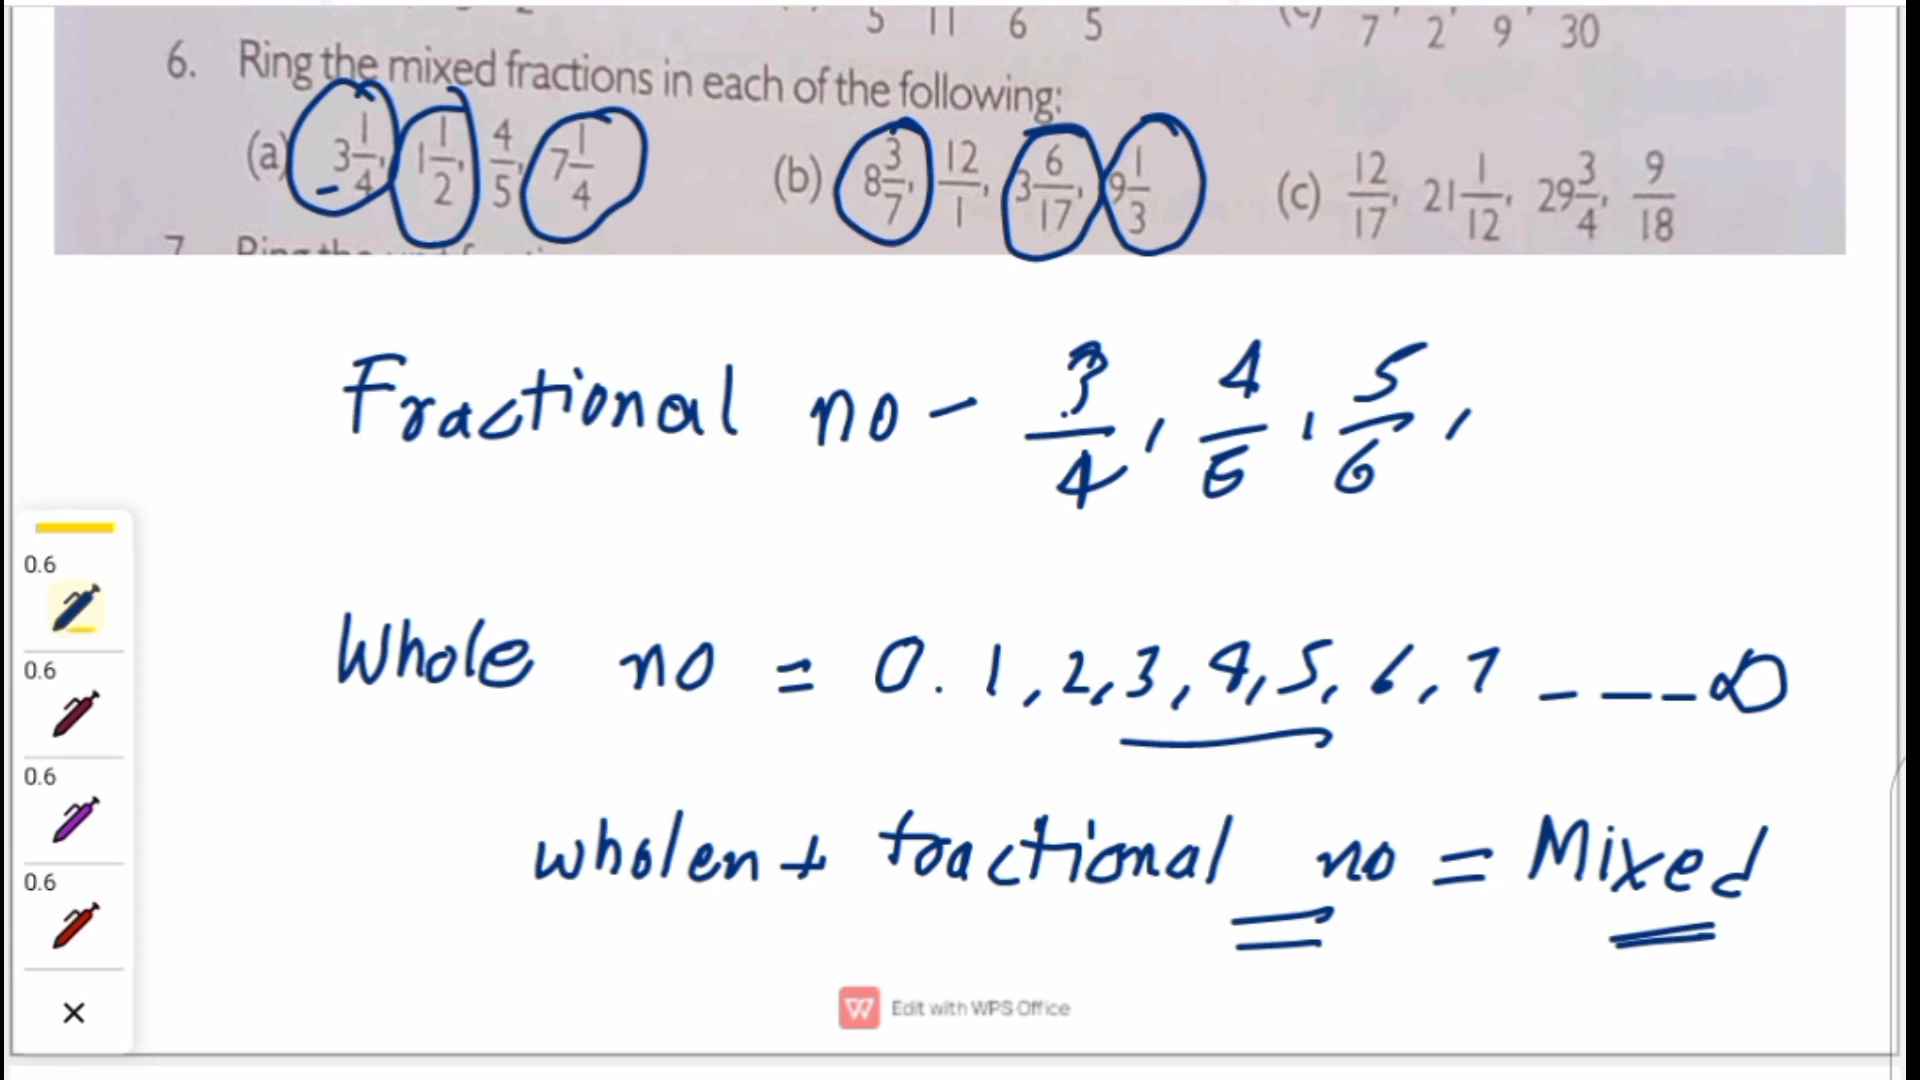 5 11 6 5 (c) 7, 2, 9, 30
6. Ring the mixed fractions in each of the following:
(a) 3 1/4, 1 1/2, 4/5, 7 1/4 (b) 8 3/7, 12/1, 3 6/17, 9 1/3 (c) 12/17, 21 1/12, 29 3/4, 9/18
7. Ring the
Fractional no - 3/4, 4/5, 5/6,
Whole no = 0. 1, 2, 3, 4, 5, 6, 7 - - - ∞
wholen + fractional no = Mixed
0.6
0.6
0.6
0.6
Edit with WPS Office